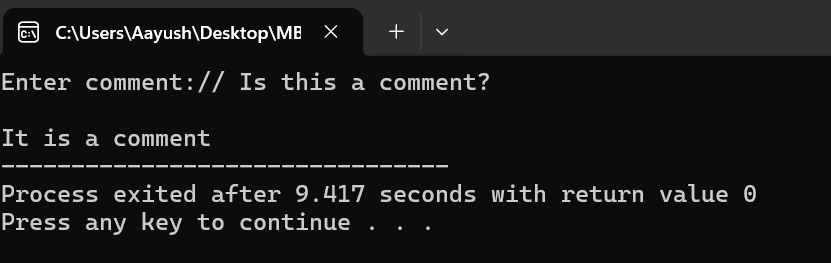 C:\Users\Aayush\Desktop\ME
Enter comment:// Is this a comment?
It is a comment
--------------------------------
Process exited after 9.417 seconds with return value 0
Press any key to continue . . .